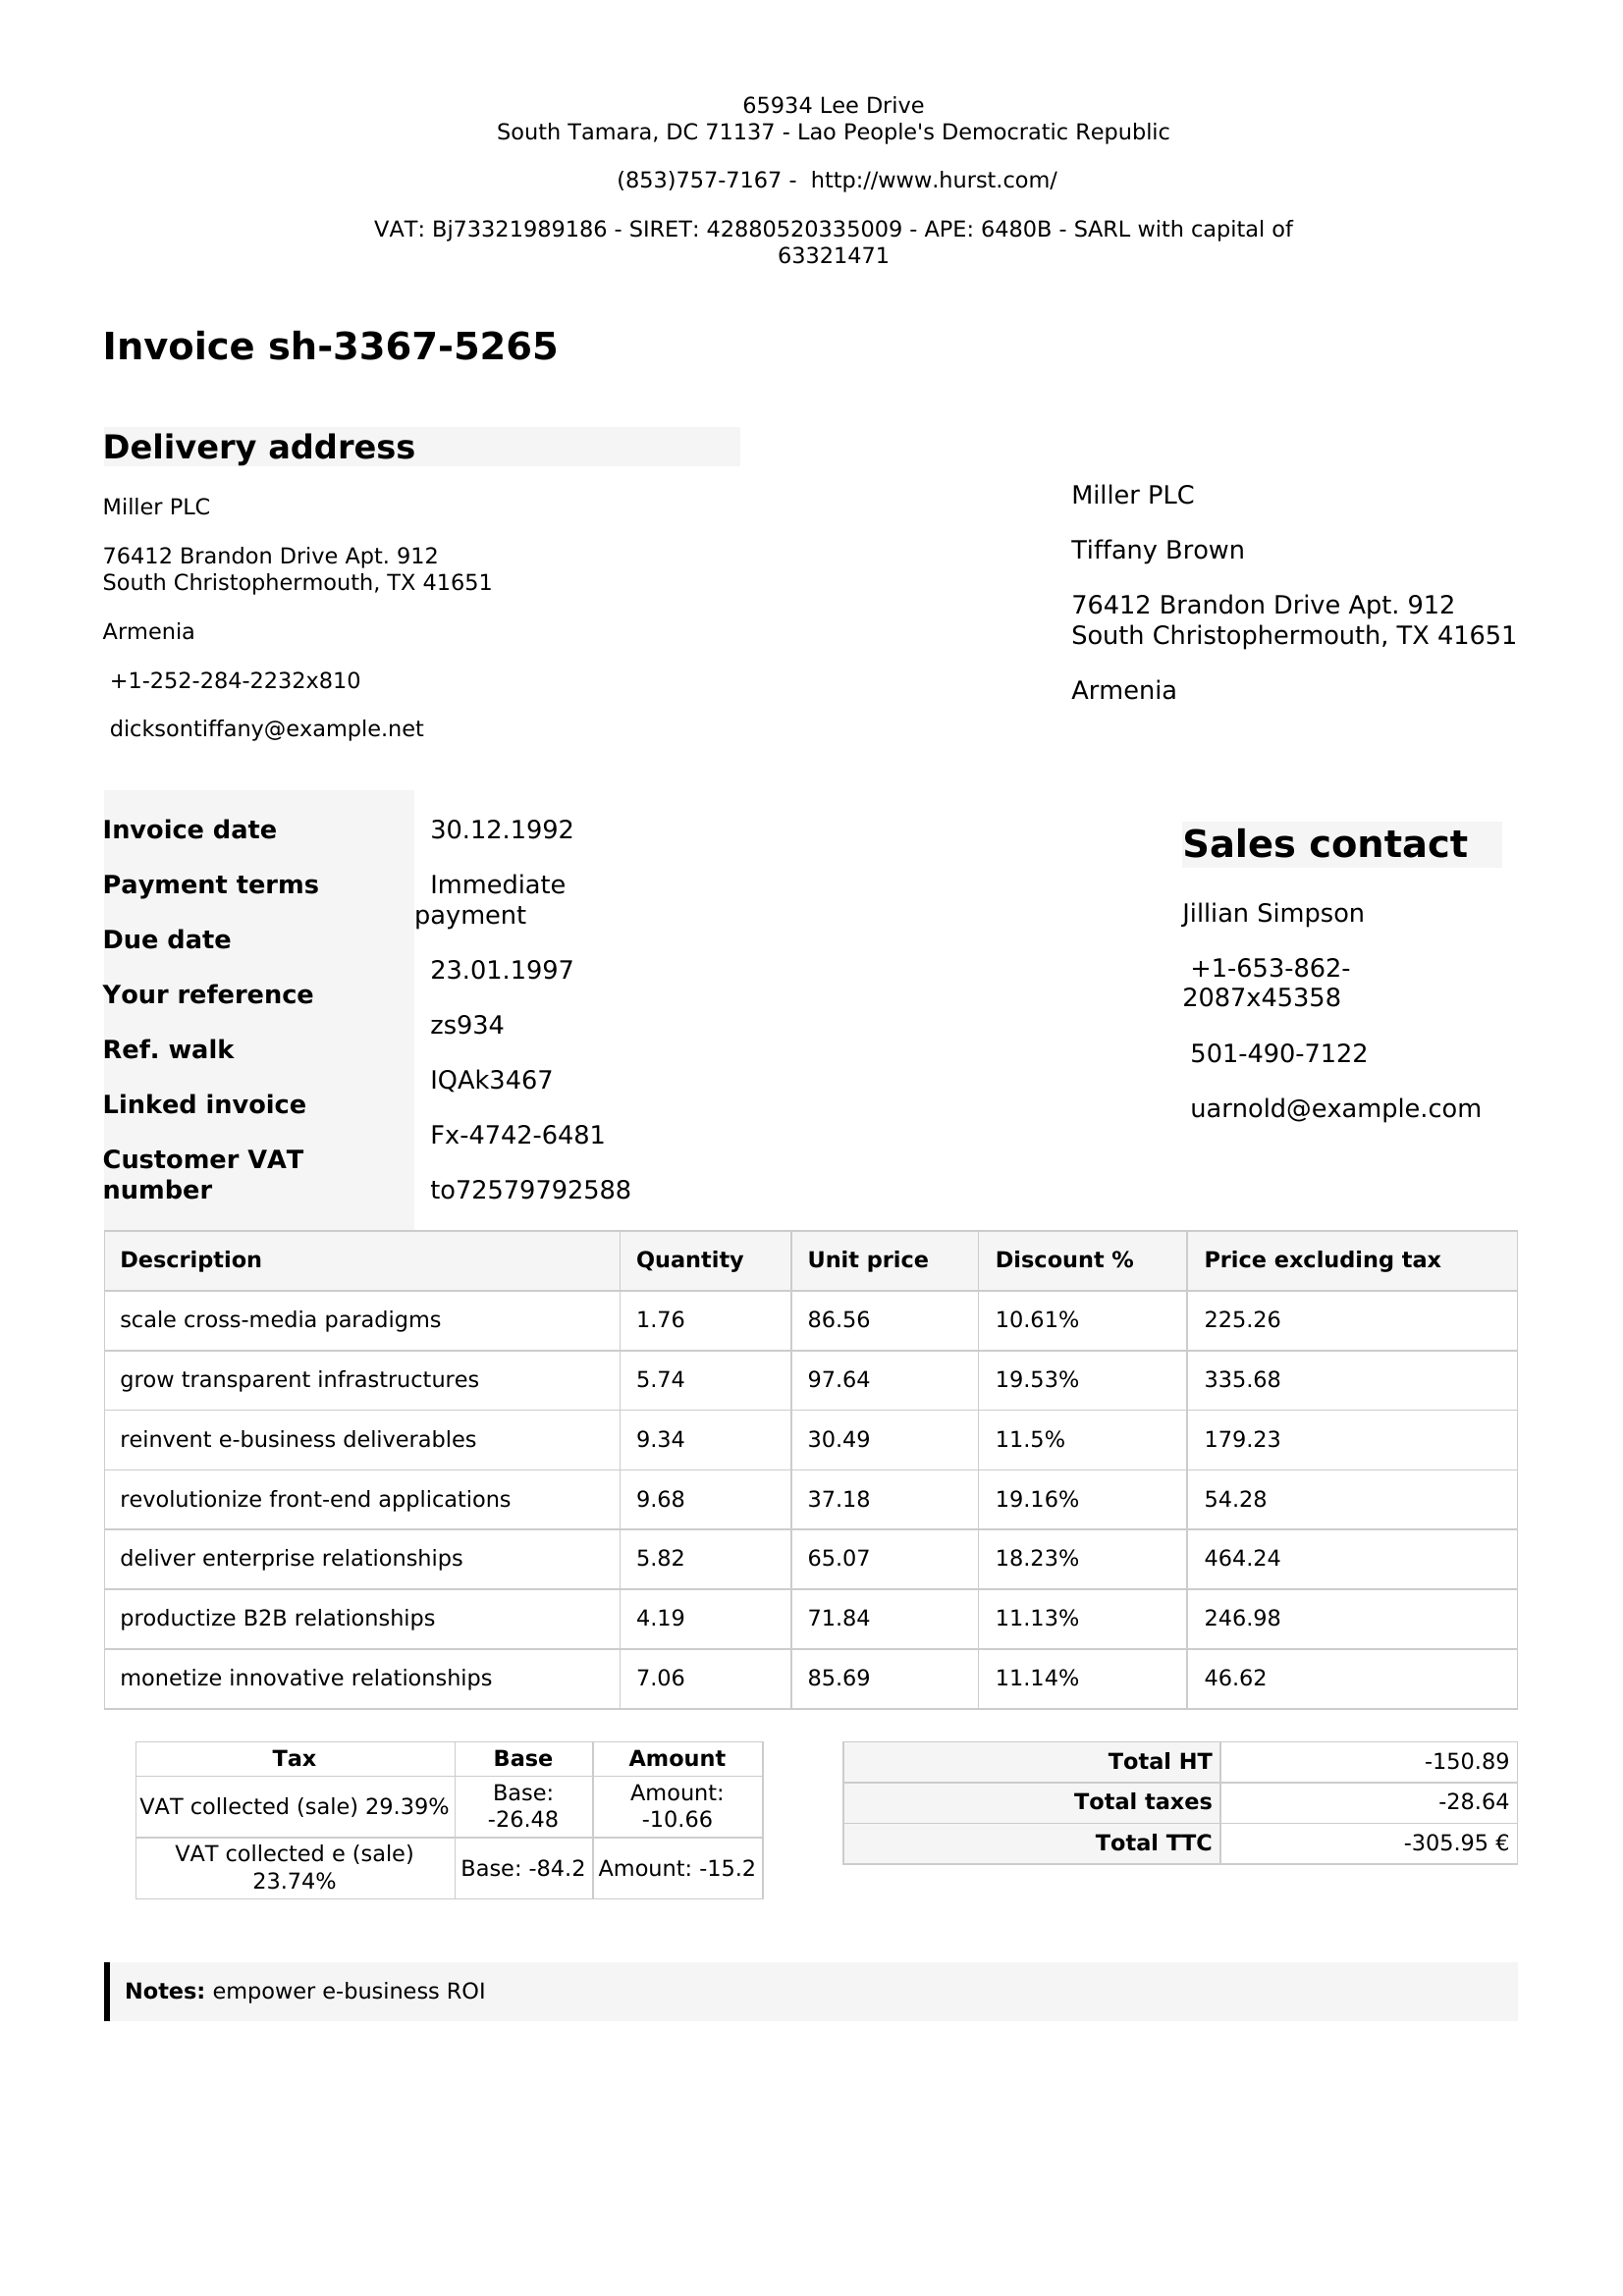 65934 Lee Drive
South Tamara, DC 71137 - Lao People's Democratic Republic
(853)757-7167 -  http://www.hurst.com/
VAT: Bj73321989186 - SIRET: 42880520335009 - APE: 6480B - SARL with capital of
63321471
Invoice sh-3367-5265
Delivery address
Miller PLC
76412 Brandon Drive Apt. 912
South Christophermouth, TX 41651
Armenia
+1-252-284-2232x810
dicksontiffany@example.net
Miller PLC
Tiffany Brown
76412 Brandon Drive Apt. 912
South Christophermouth, TX 41651
Armenia
Invoice date
Payment terms
Due date
Your reference
Ref. walk
Linked invoice
Customer VAT
number
30.12.1992
Immediate
payment
23.01.1997
zs934
IQAk3467
Fx-4742-6481
to72579792588
Sales contact
Jillian Simpson
+1-653-862-
2087x45358
501-490-7122
uarnold@example.com
Description Quantity Unit price Discount % Price excluding tax
scale cross-media paradigms 1.76 86.56 10.61% 225.26
grow transparent infrastructures 5.74 97.64 19.53% 335.68
reinvent e-business deliverables 9.34 30.49 11.5% 179.23
revolutionize front-end applications 9.68 37.18 19.16% 54.28
deliver enterprise relationships 5.82 65.07 18.23% 464.24
productize B2B relationships 4.19 71.84 11.13% 246.98
monetize innovative relationships 7.06 85.69 11.14% 46.62
Tax Base Amount
VAT collected (sale) 29.39% Base: -26.48 Amount: -10.66
VAT collected e (sale) 23.74% Base: -84.2 Amount: -15.2
Total HT -150.89
Total taxes -28.64
Total TTC -305.95 €
Notes: empower e-business ROI